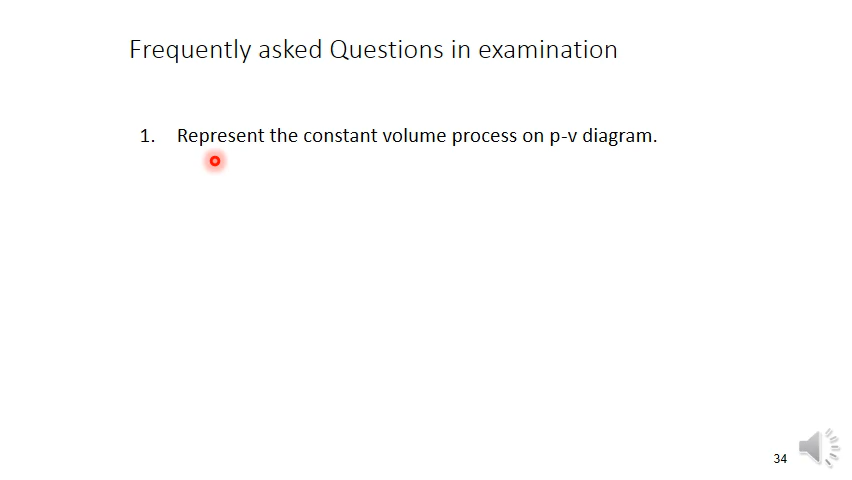 Frequently asked Questions in examination
1. Represent the constant volume process on p-v diagram.
34